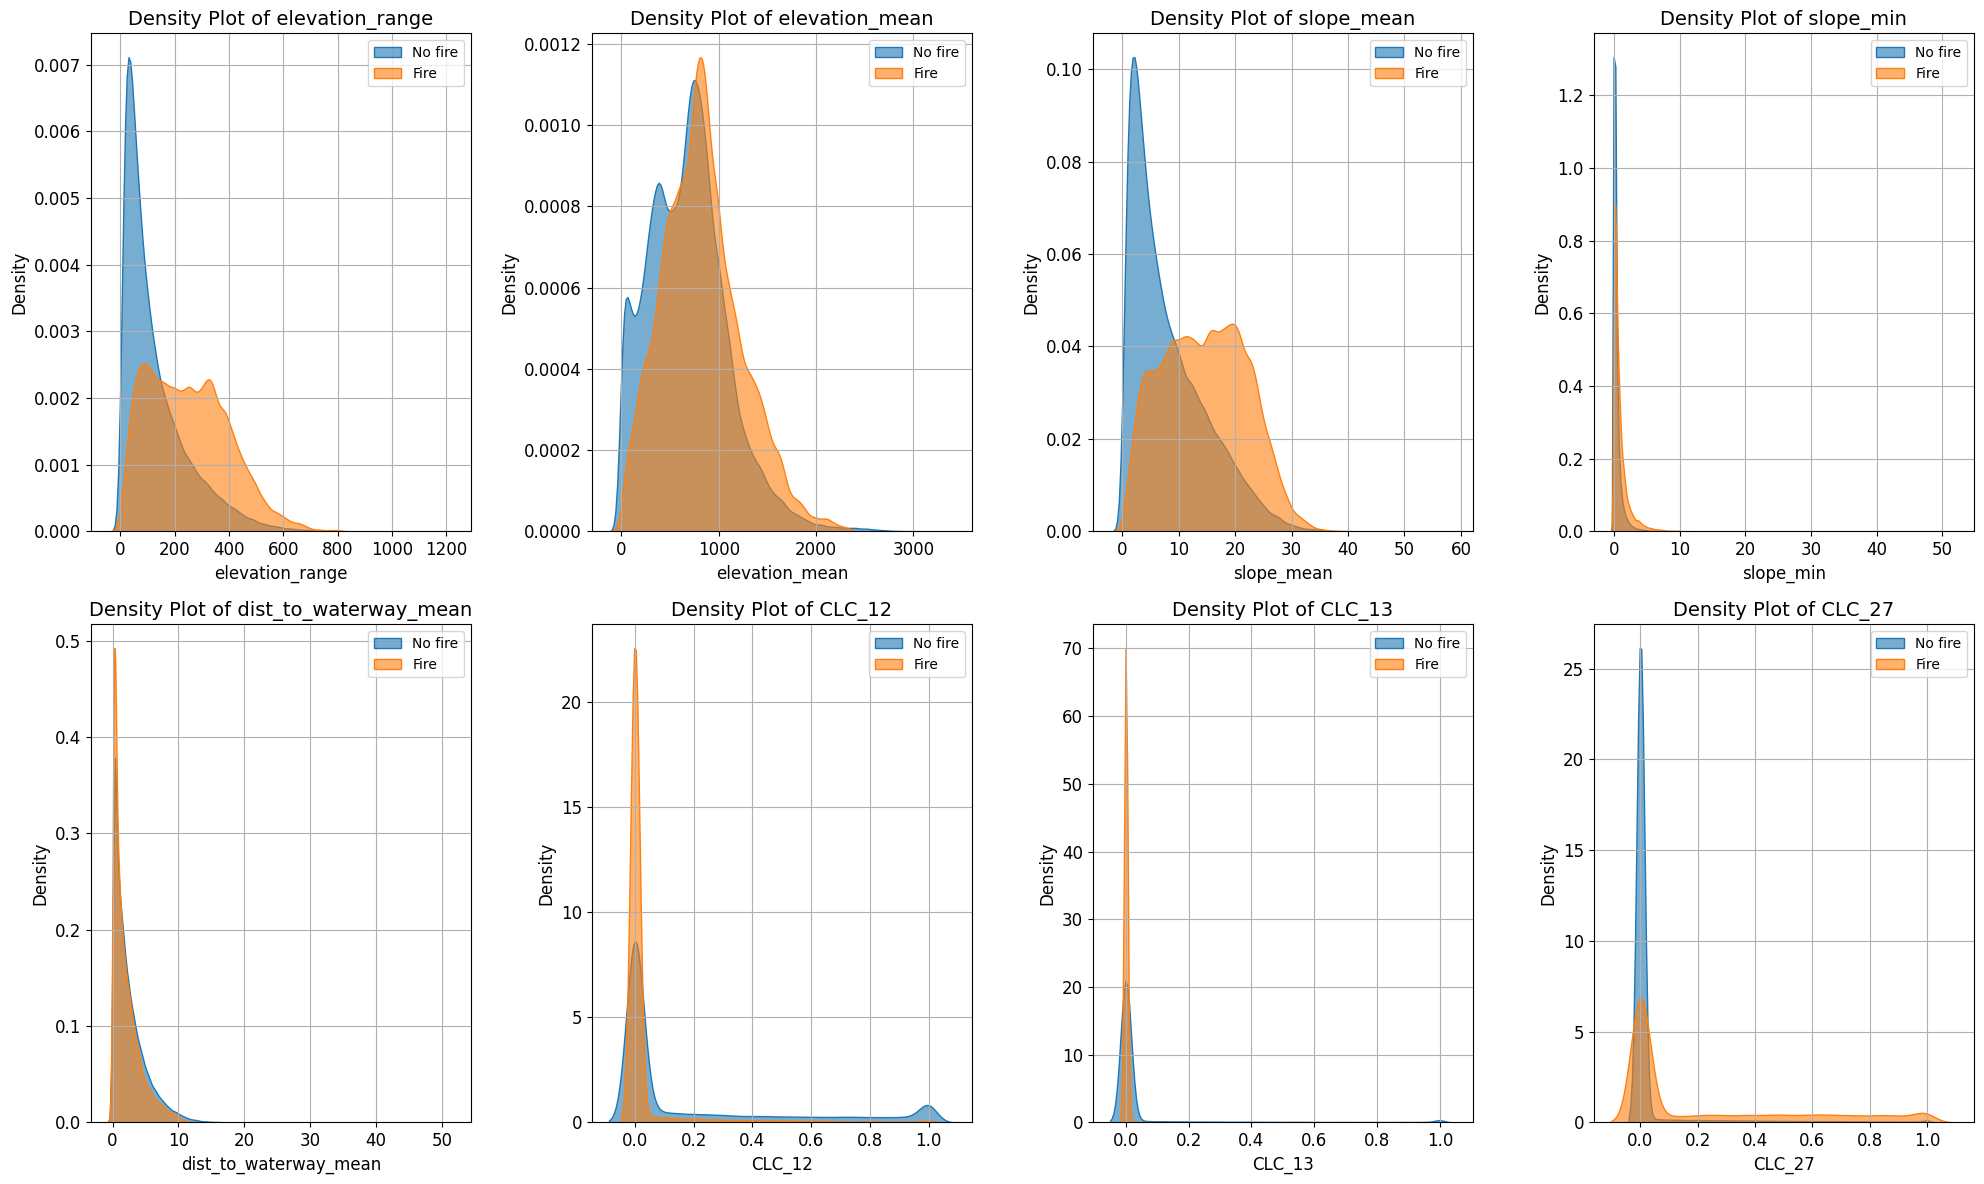 Density Plot of elevation_range
No fire
Fire
0.007
0.006
0.005
0.004
0.003
0.002
0.001
0.000
Density
0 200 400 600 800 1000 1200
elevation_range
Density Plot of elevation_mean
No fire
Fire
0.0012
0.0010
0.0008
0.0006
0.0004
0.0002
0.0000
Density
0 1000 2000 3000
elevation_mean
Density Plot of slope_mean
No fire
Fire
0.10
0.08
0.06
0.04
0.02
0.00
Density
0 10 20 30 40 50 60
slope_mean
Density Plot of slope_min
No fire
Fire
1.2
1.0
0.8
0.6
0.4
0.2
0.0
Density
0 10 20 30 40 50
slope_min
Density Plot of dist_to_waterway_mean
No fire
Fire
0.5
0.4
0.3
0.2
0.1
0.0
Density
0 10 20 30 40 50
dist_to_waterway_mean
Density Plot of CLC_12
No fire
Fire
20
15
10
5
0
Density
0.0 0.2 0.4 0.6 0.8 1.0
CLC_12
Density Plot of CLC_13
No fire
Fire
70
60
50
40
30
20
10
0
Density
0.0 0.2 0.4 0.6 0.8 1.0
CLC_13
Density Plot of CLC_27
No fire
Fire
25
20
15
10
5
0
Density
0.0 0.2 0.4 0.6 0.8 1.0
CLC_27